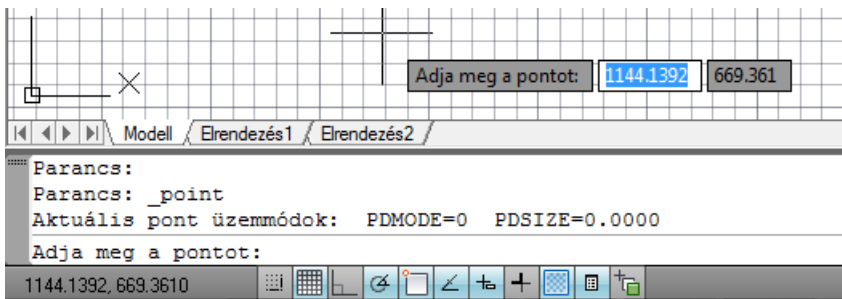 Adja meg a pontot: 1144.1392 669.361
Modell Elrendezés1 Elrendezés2
Parancs:
Parancs: _point
Aktuális pont üzemmódok: PDMODE=0 PDSIZE=0.0000
Adja meg a pontot:
1144.1392, 669.3610